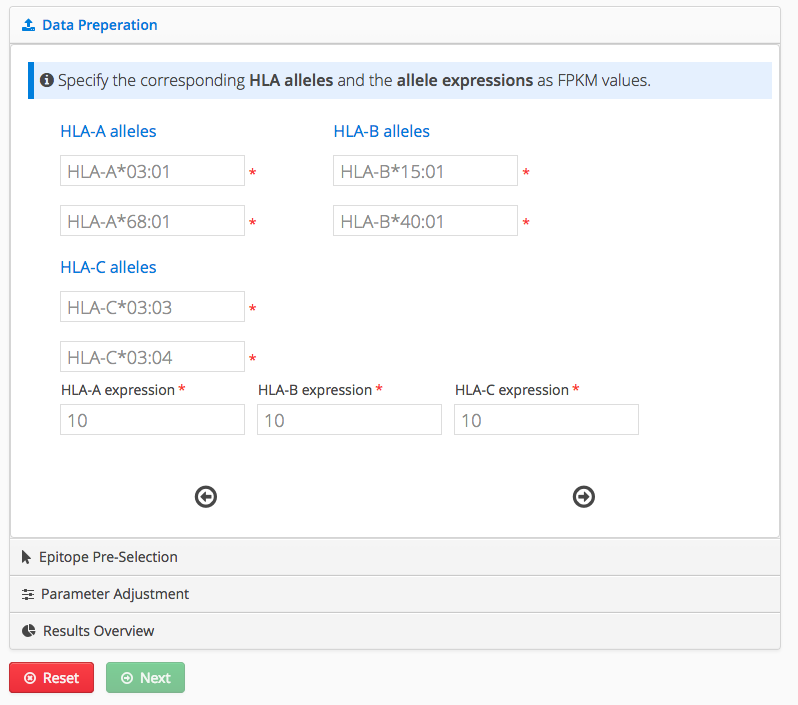 Data Preperation
Specify the corresponding HLA alleles and the allele expressions as FPKM values.
HLA-A alleles
HLA-B alleles
HLA-A*03:01 *
HLA-B*15:01 *
HLA-A*68:01 *
HLA-B*40:01 *
HLA-C alleles
HLA-C*03:03 *
HLA-C*03:04 *
HLA-A expression *
HLA-B expression *
HLA-C expression *
10
10
10
Epitope Pre-Selection
Parameter Adjustment
Results Overview
Reset
Next